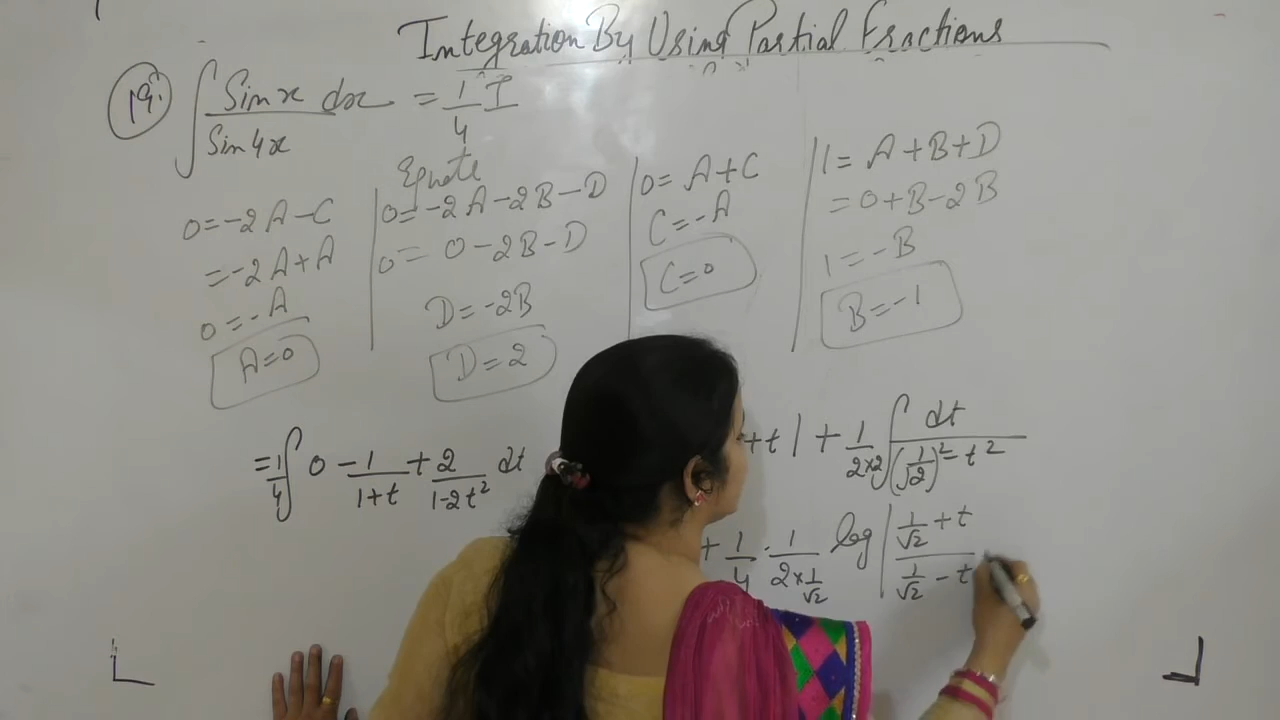 Integration By Using Partial Fractions
19. ∫ Sinx dx / Sin4x = 1/4 I
Equate
0 = -2A - C
= -2A + A
0 = -A
A = 0
0 = -2A - 2B - D
0 = 0 - 2B - D
D = -2B
D = 2
0 = A + C
C = -A
C = 0
1 = A + B + D
= 0 + B - 2B
1 = -B
B = -1
= 1/4 ∫ 0 - 1/(1+t) + 2/(1-2t²) dt
+t| + 1/(2×2) ∫ dt/((1/√2)² - t²)
+ 1/4 · 1/(2×1/√2) log |(1/√2 + t)/(1/√2 - t)